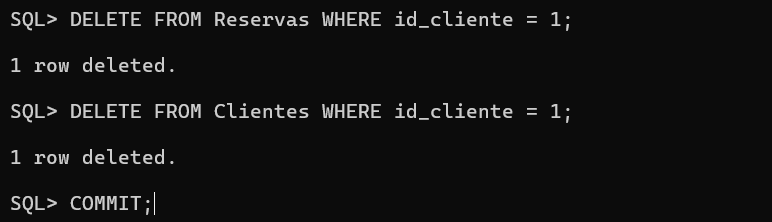 SQL> DELETE FROM Reservas WHERE id_cliente = 1;
1 row deleted.
SQL> DELETE FROM Clientes WHERE id_cliente = 1;
1 row deleted.
SQL> COMMIT;